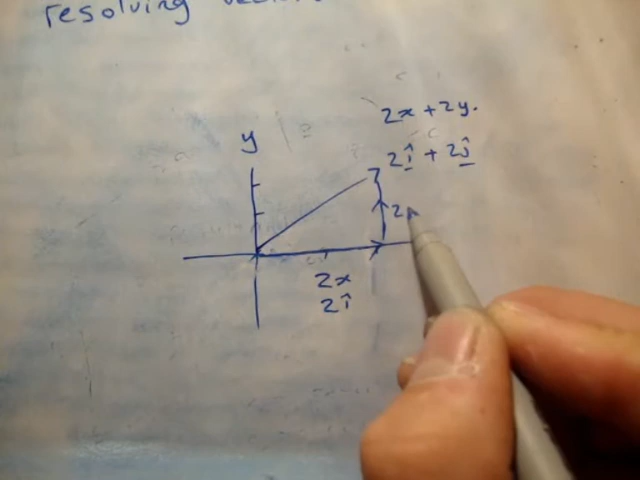 resolving
2x + 2y.
y
2î + 2ĵ
2
2x
2î